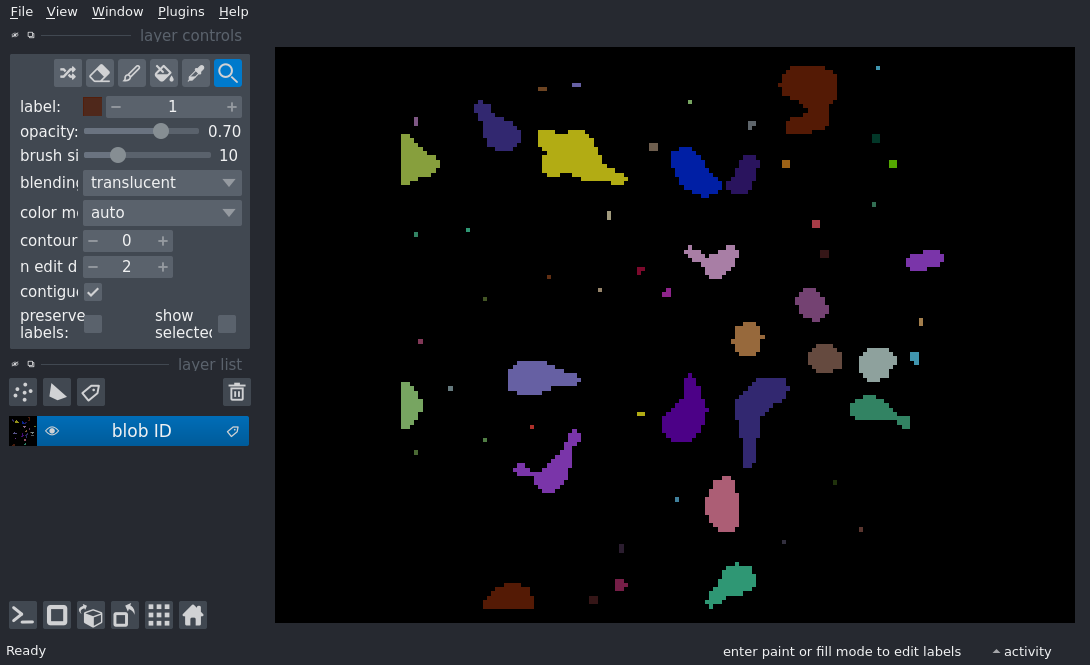 File View Window Plugins Help
layer controls
label: 1
opacity: 0.70
brush si 10
blending translucent
color m auto
contour 0
n edit d 2
contigu
preserve labels: show selected
layer list
blob ID
Ready enter paint or fill mode to edit labels activity